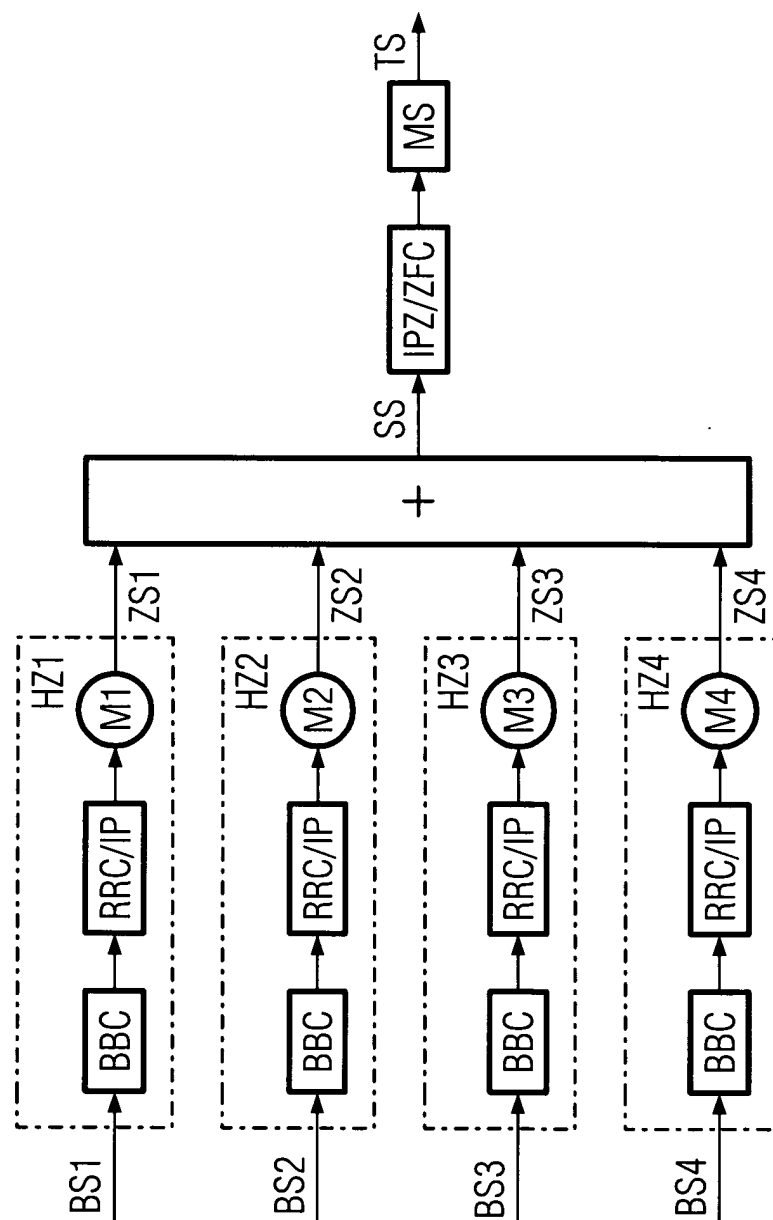 BS1
BBC
RRC/IP
M1
HZ1
ZS1
BS2
BBC
RRC/IP
M2
HZ2
ZS2
BS3
BBC
RRC/IP
M3
HZ3
ZS3
BS4
BBC
RRC/IP
M4
HZ4
ZS4
+
SS
IPZ/ZFC
MS
TS